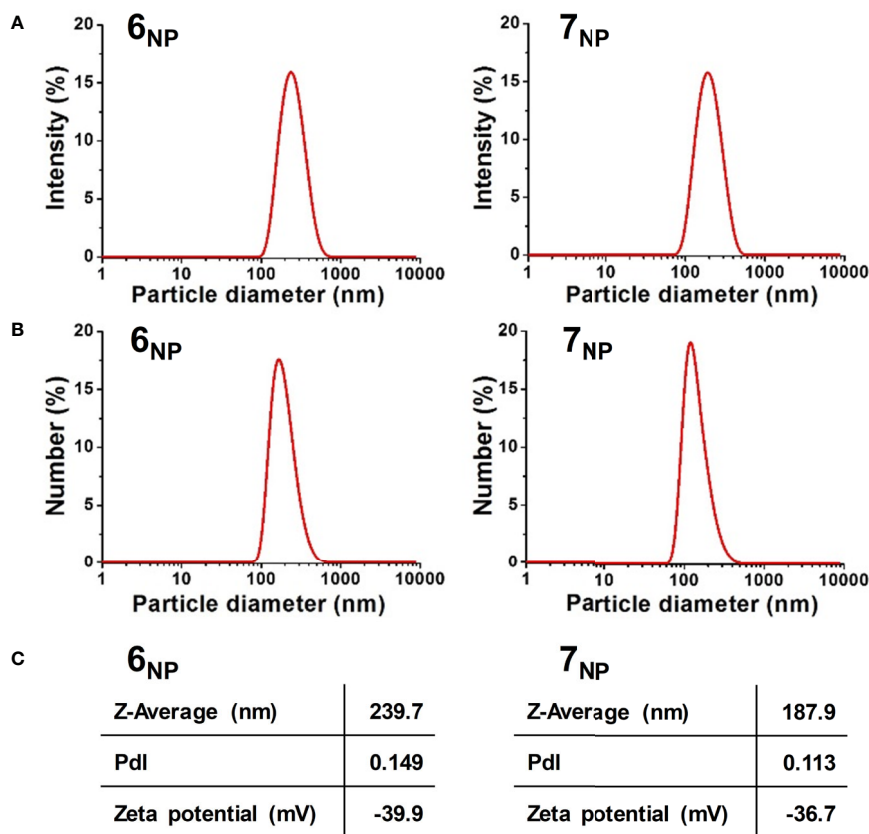 A
6NP
7NP
20
15
10
5
0
Intensity (%)
1 10 100 1000 10000
Particle diameter (nm)
20
15
10
5
0
Intensity (%)
1 10 100 1000 10000
Particle diameter (nm)
B
6NP
7NP
20
15
10
5
0
Number (%)
1 10 100 1000 10000
Particle diameter (nm)
20
15
10
5
0
Number (%)
1 10 100 1000 10000
Particle diameter (nm)
C
6NP
Z-Average (nm) 239.7
PdI 0.149
Zeta potential (mV) -39.9
7NP
Z-Average (nm) 187.9
PdI 0.113
Zeta potential (mV) -36.7